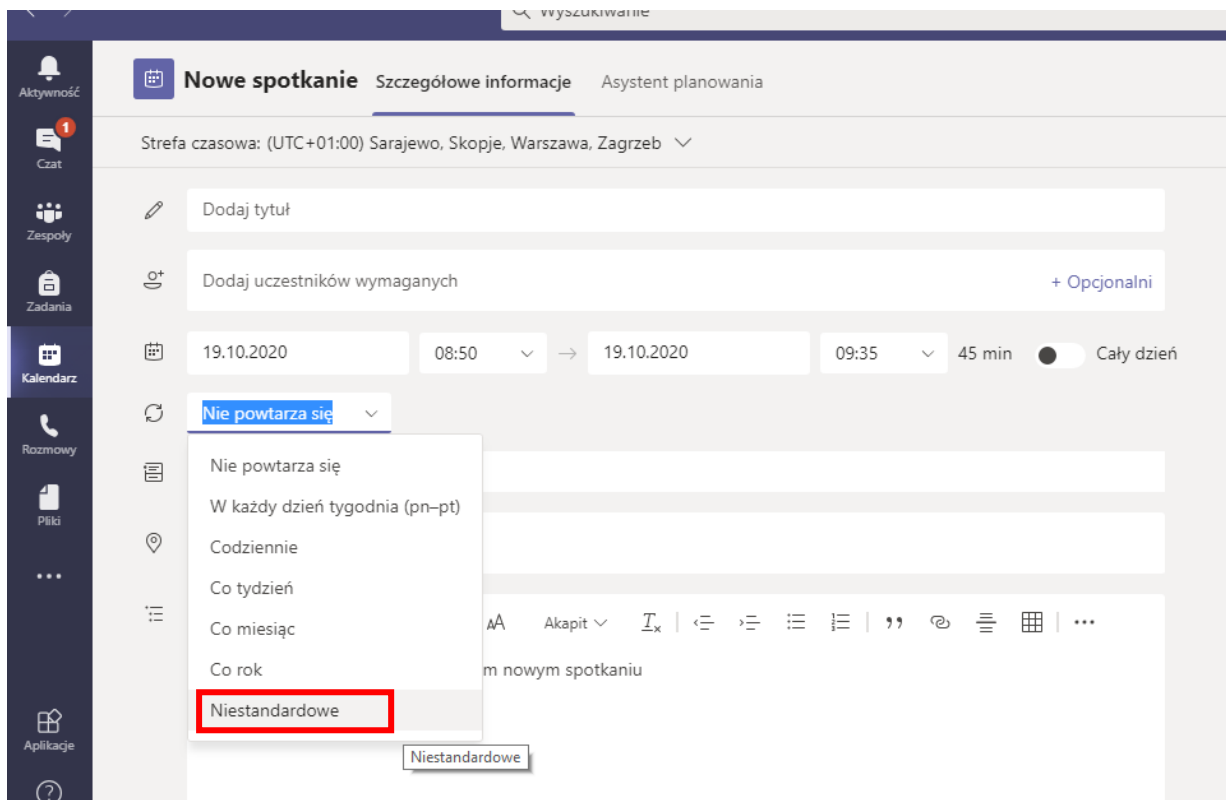 Wyszukiwanie
Aktywność
Nowe spotkanie Szczegółowe informacje Asystent planowania
1
Czat
Strefa czasowa: (UTC+01:00) Sarajewo, Skopje, Warszawa, Zagrzeb
Zespoły
Dodaj tytuł
Zadania
Dodaj uczestników wymaganych + Opcjonalni
Kalendarz
19.10.2020 08:50 → 19.10.2020 09:35 45 min Cały dzień
Rozmowy
Nie powtarza się
Nie powtarza się
Pliki
W każdy dzień tygodnia (pn–pt)
Codziennie
Co tydzień
Co miesiąc
AA Akapit
Co rok
m nowym spotkaniu
Niestandardowe
Aplikacje
Niestandardowe